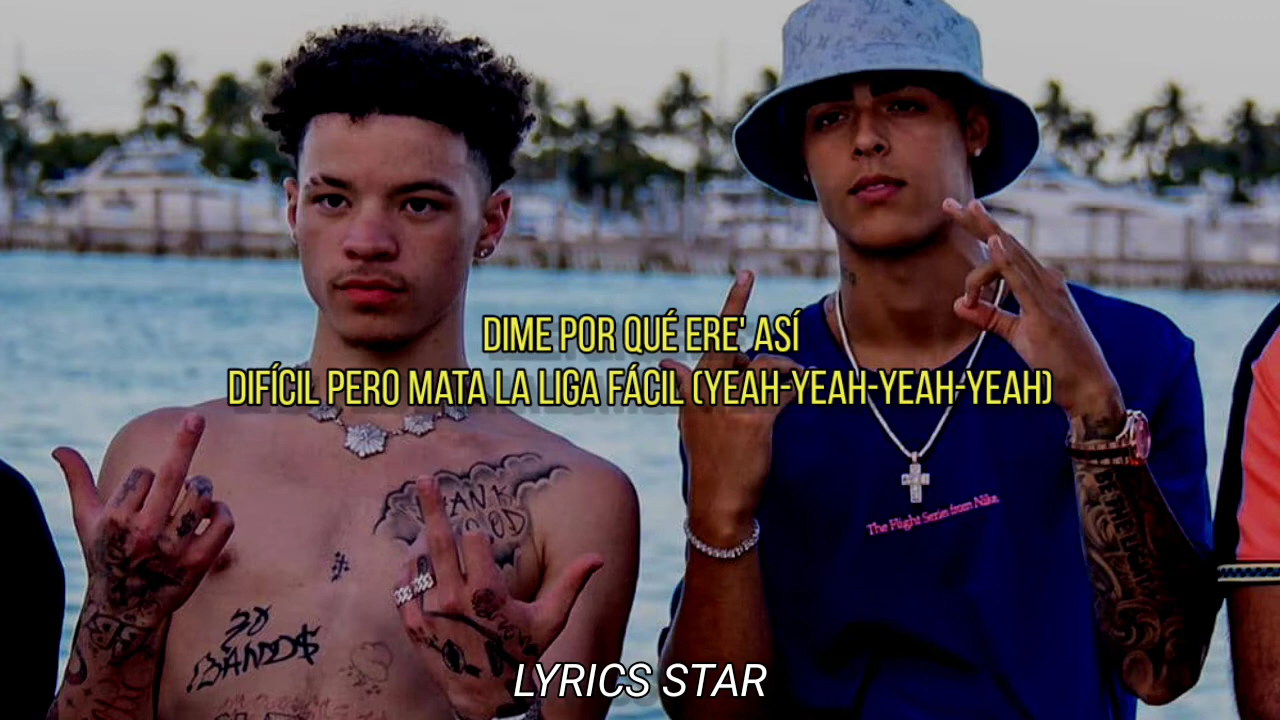 DIME POR QUÉ ERE' ASÍ
DIFÍCIL PERO MATA LA LIGA FÁCIL (YEAH-YEAH-YEAH-YEAH)
The Flight Series from Nike
30
BAND$
LYRICS STAR